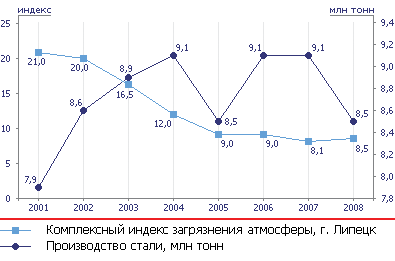 индекс млн тонн
25 9,4
9,2
20 9,0
8,8
15 8,6
10 8,4
8,2
5 8,0
0 7,8
21,0 20,0 16,5 12,0 9,0 9,0 8,1 8,5
7,9 8,6 8,9 9,1 8,5 9,1 9,1 8,5
2001 2002 2003 2004 2005 2006 2007 2008
Комплексный индекс загрязнения атмосферы, г. Липецк
Производство стали, млн тонн